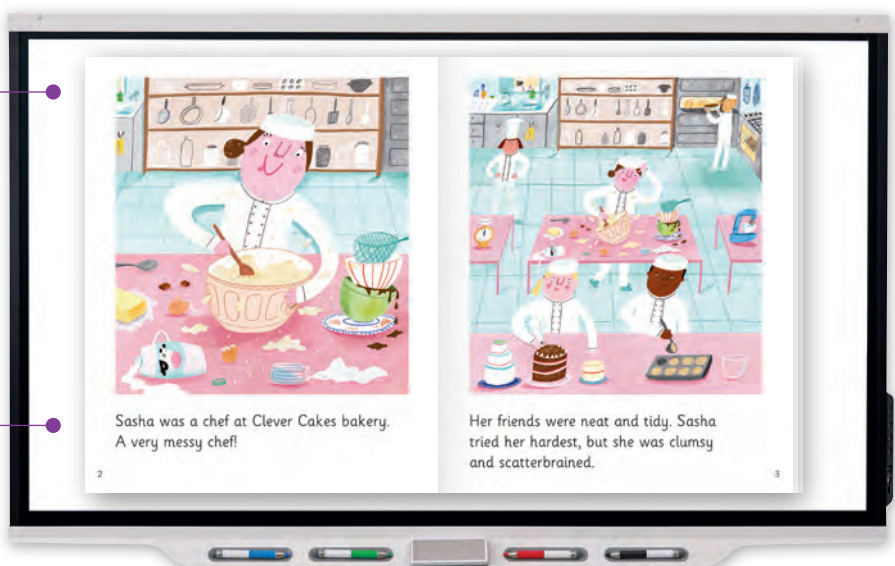 Sasha was a chef at Clever Cakes bakery.
A very messy chef!
2
Her friends were neat and tidy. Sasha
tried her hardest, but she was clumsy
and scatterbrained.
3